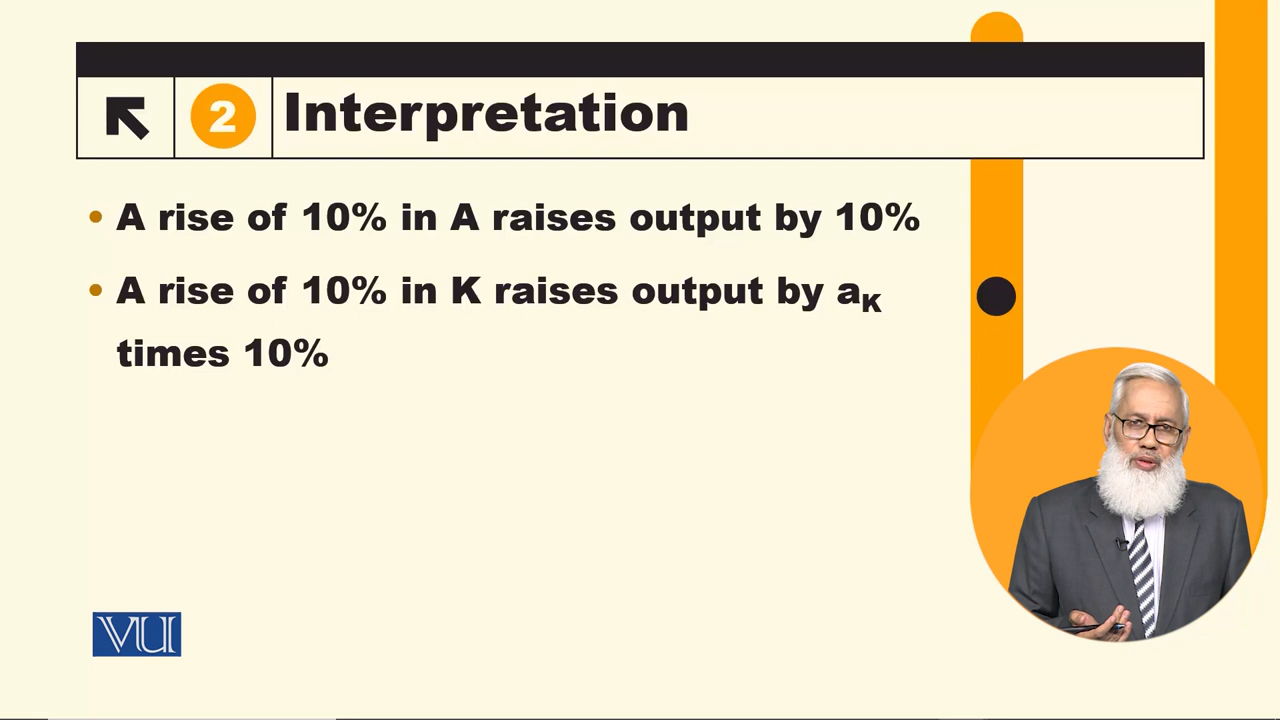 2 Interpretation
• A rise of 10% in A raises output by 10%
• A rise of 10% in K raises output by aK
times 10%
VU